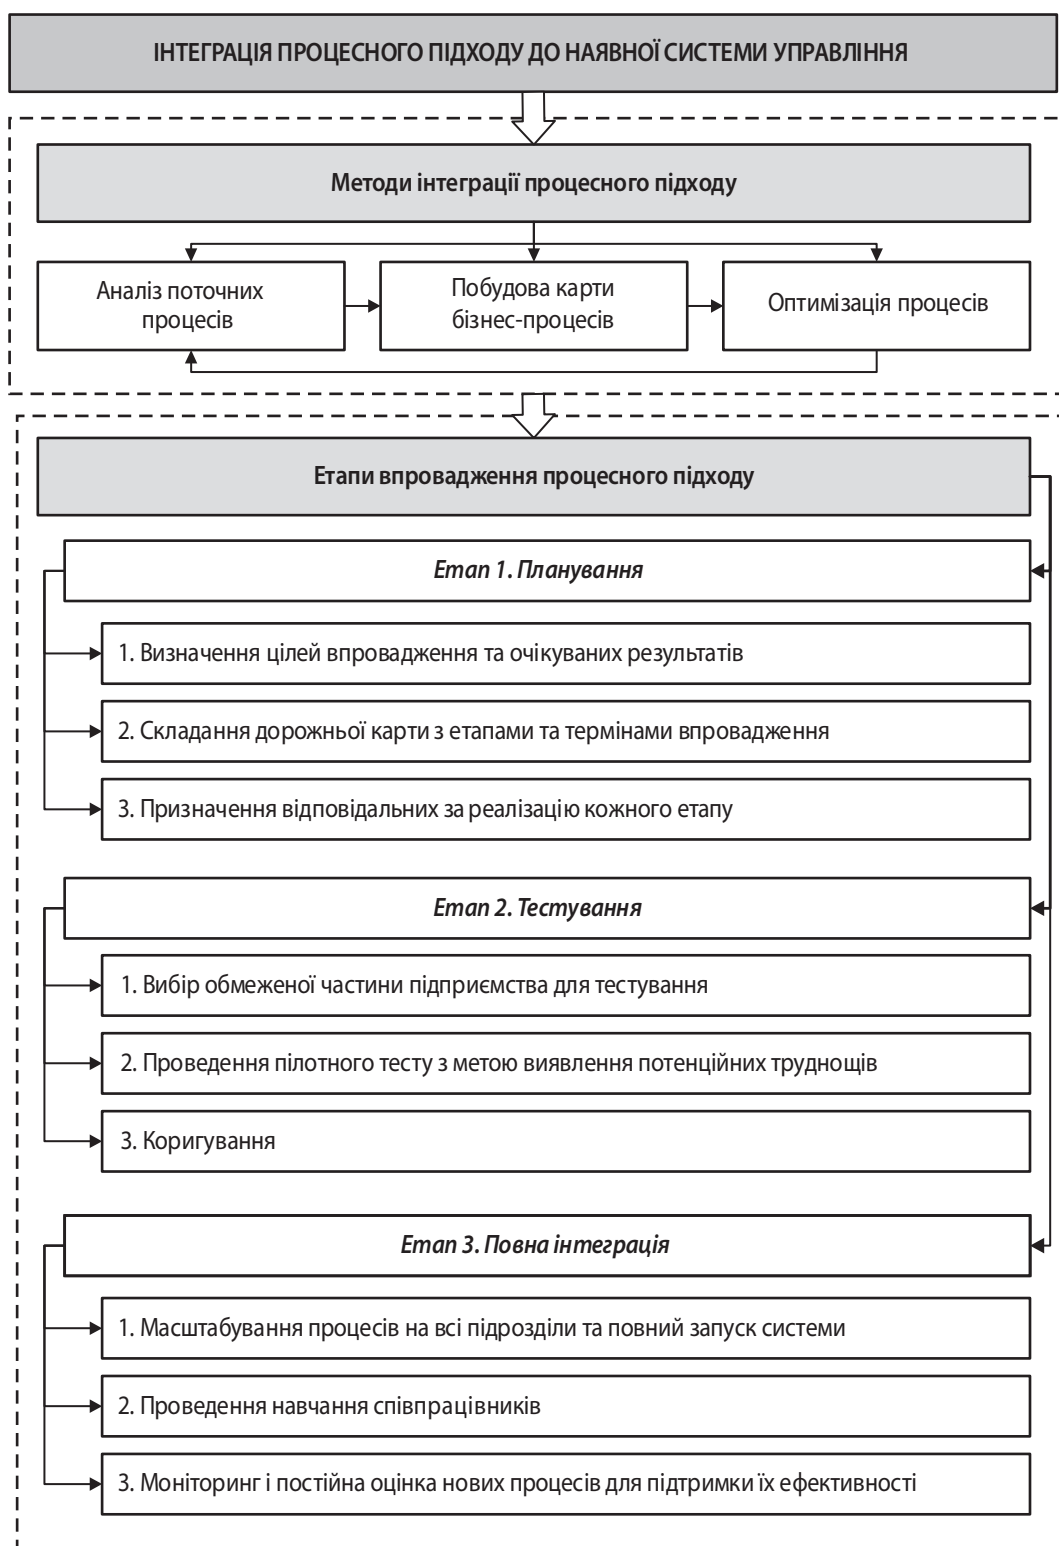 ІНТЕГРАЦІЯ ПРОЦЕСНОГО ПІДХОДУ ДО НАЯВНОЇ СИСТЕМИ УПРАВЛІННЯ
Методи інтеграції процесного підходу
Аналіз поточних
процесів
Побудова карти
бізнес-процесів
Оптимізація процесів
Етапи впровадження процесного підходу
Етап 1. Планування
1. Визначення цілей впровадження та очікуваних результатів
2. Складання дорожньої карти з етапами та термінами впровадження
3. Призначення відповідальних за реалізацію кожного етапу
Етап 2. Тестування
1. Вибір обмеженої частини підприємства для тестування
2. Проведення пілотного тесту з метою виявлення потенційних труднощів
3. Коригування
Етап 3. Повна інтеграція
1. Масштабування процесів на всі підрозділи та повний запуск системи
2. Проведення навчання співпрацівників
3. Моніторинг і постійна оцінка нових процесів для підтримки їх ефективності